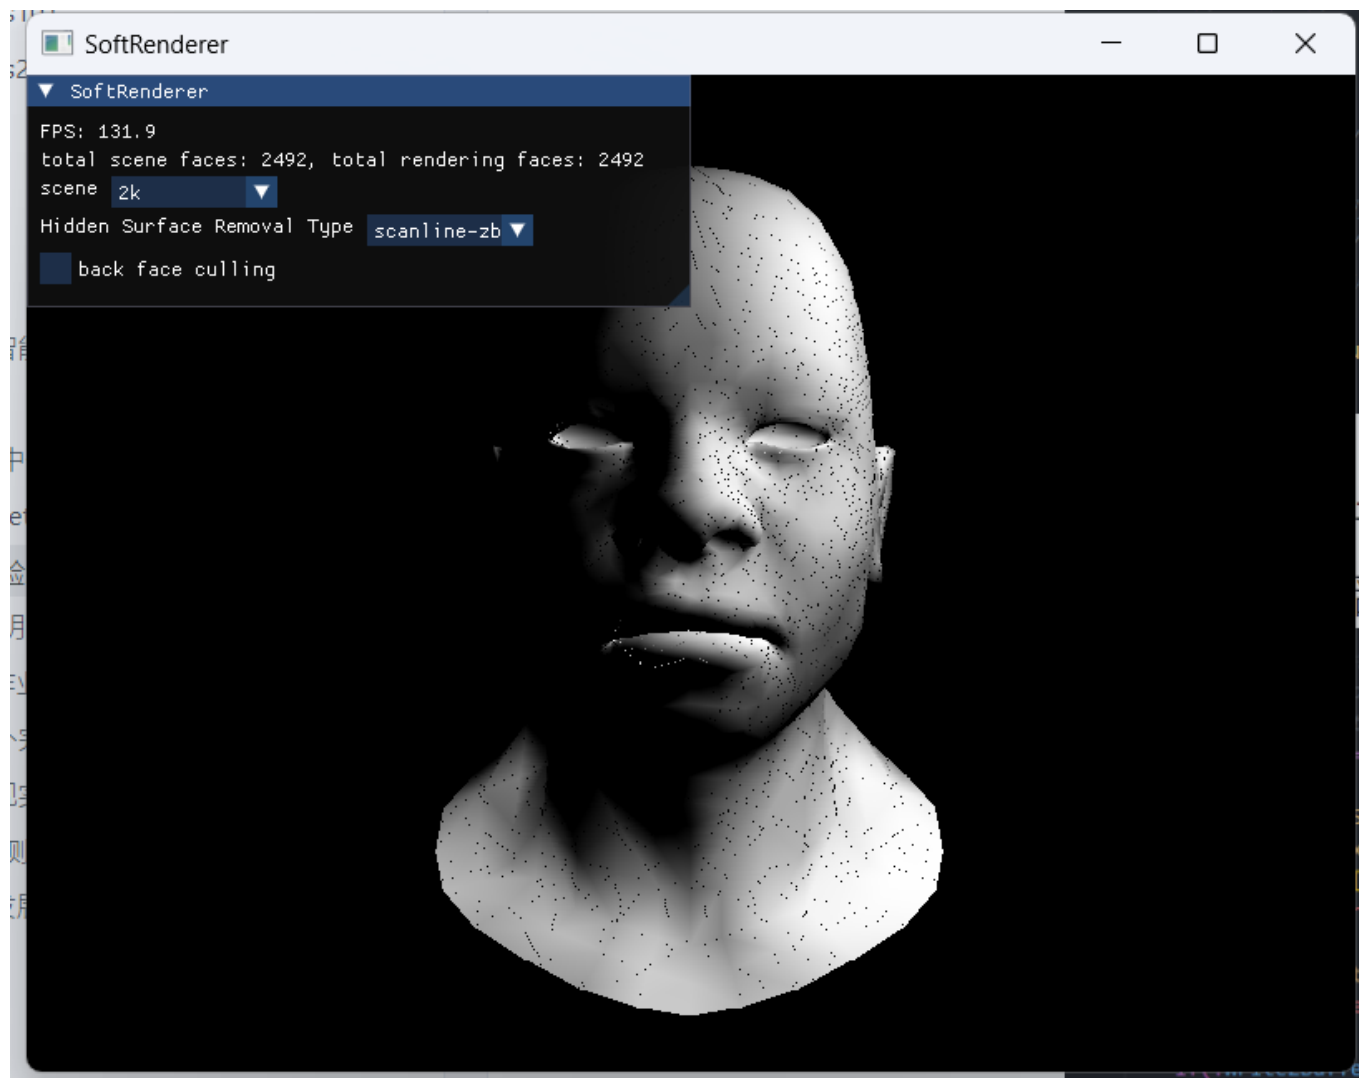 SoftRenderer
SoftRenderer
FPS: 131.9
total scene faces: 2492, total rendering faces: 2492
scene 2k
Hidden Surface Removal Type scanline-zb
back face culling